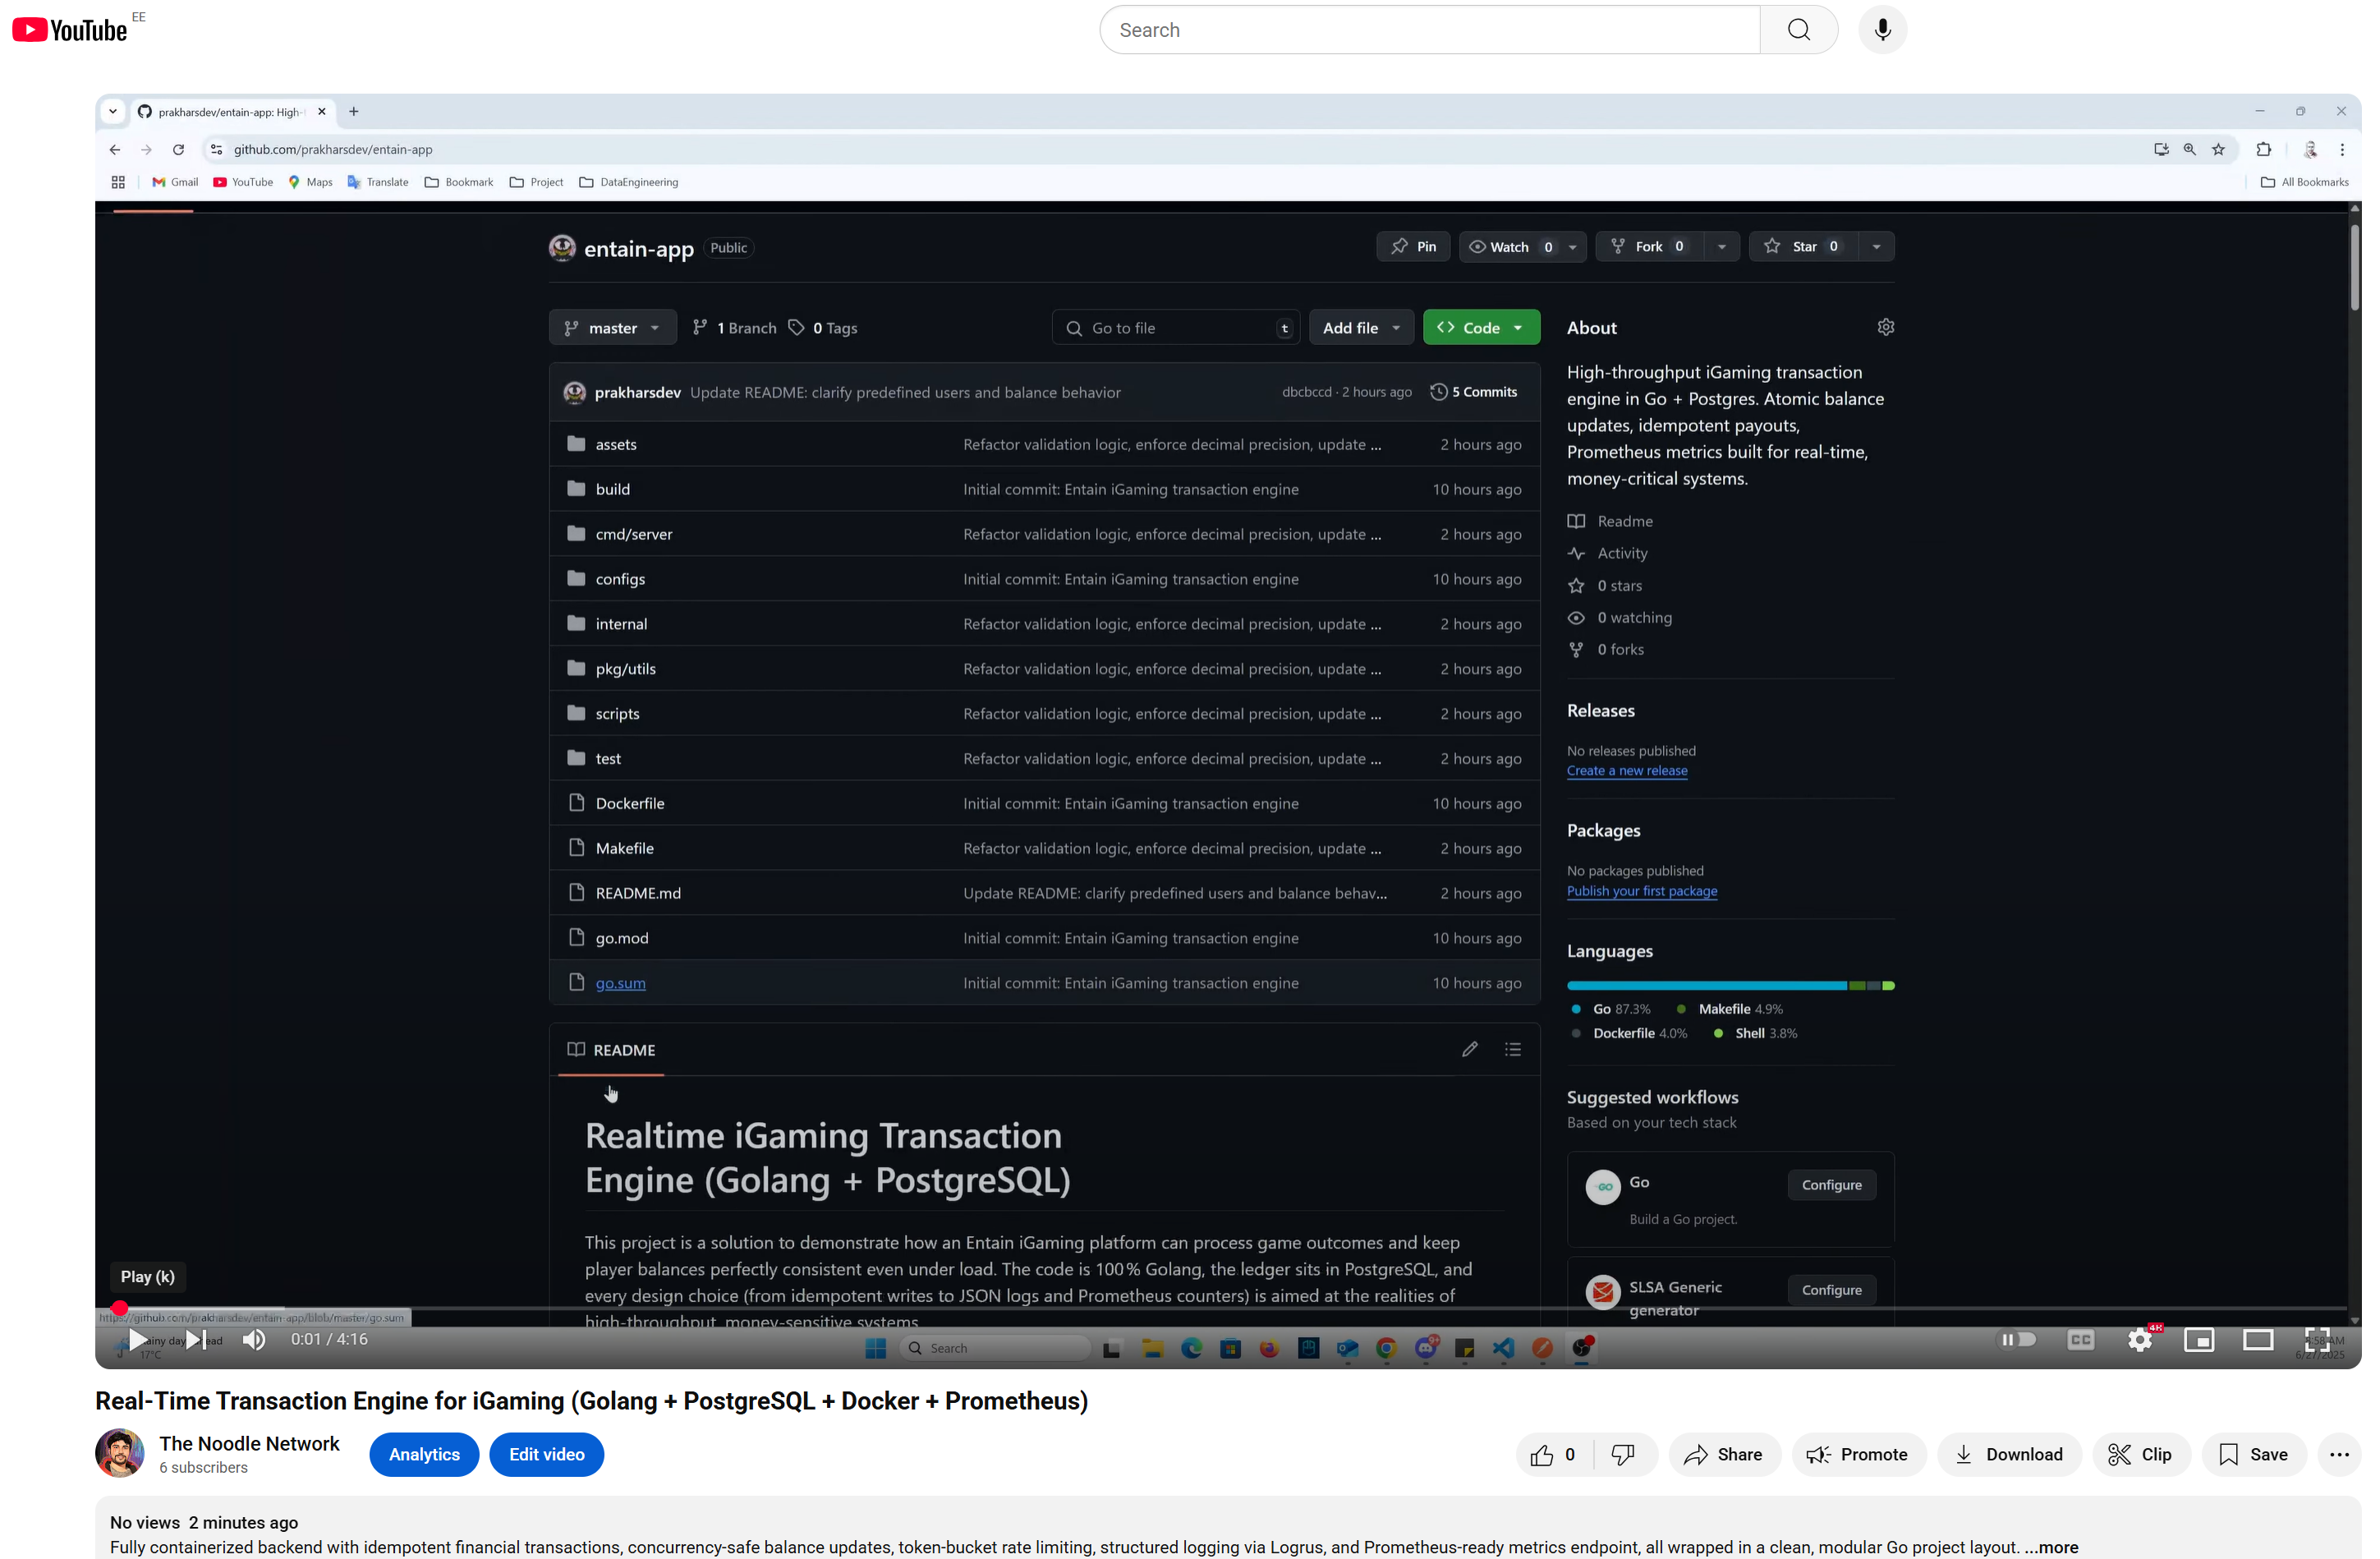 YouTube EE
Search
prakharsdev/entain-app: High-
github.com/prakharsdev/entain-app
Gmail YouTube Maps Translate Bookmark Project DataEngineering All Bookmarks
entain-app Public
Pin Watch 0 Fork 0 Star 0
master 1 Branch 0 Tags Go to file t Add file Code
prakharsdev Update README: clarify predefined users and balance behavior dbcbccd · 2 hours ago 5 Commits
assets Refactor validation logic, enforce decimal precision, update ... 2 hours ago
build Initial commit: Entain iGaming transaction engine 10 hours ago
cmd/server Refactor validation logic, enforce decimal precision, update ... 2 hours ago
configs Initial commit: Entain iGaming transaction engine 10 hours ago
internal Refactor validation logic, enforce decimal precision, update ... 2 hours ago
pkg/utils Refactor validation logic, enforce decimal precision, update ... 2 hours ago
scripts Refactor validation logic, enforce decimal precision, update ... 2 hours ago
test Refactor validation logic, enforce decimal precision, update ... 2 hours ago
Dockerfile Initial commit: Entain iGaming transaction engine 10 hours ago
Makefile Refactor validation logic, enforce decimal precision, update ... 2 hours ago
README.md Update README: clarify predefined users and balance behav... 2 hours ago
go.mod Initial commit: Entain iGaming transaction engine 10 hours ago
go.sum Initial commit: Entain iGaming transaction engine 10 hours ago
README
Realtime iGaming Transaction
Engine (Golang + PostgreSQL)
This project is a solution to demonstrate how an Entain iGaming platform can process game outcomes and keep
player balances perfectly consistent even under load. The code is 100% Golang, the ledger sits in PostgreSQL, and
every design choice (from idempotent writes to JSON logs and Prometheus counters) is aimed at the realities of
high-throughput, money-sensitive systems.
About
High-throughput iGaming transaction
engine in Go + Postgres. Atomic balance
updates, idempotent payouts,
Prometheus metrics built for real-time,
money-critical systems.
Readme
Activity
0 stars
0 watching
0 forks
Releases
No releases published
Create a new release
Packages
No packages published
Publish your first package
Languages
Go 87.3% Makefile 4.9%
Dockerfile 4.0% Shell 3.8%
Suggested workflows
Based on your tech stack
GO Go Configure
Build a Go project.
SLSA Generic
generator Configure
Play (k)
https://github.com/prakharsdev/entain-app/blob/master/go.sum
0:01 / 4:16
17°C
Search
CC
4K
6/27/2025
Real-Time Transaction Engine for iGaming (Golang + PostgreSQL + Docker + Prometheus)
The Noodle Network
6 subscribers
Analytics Edit video
0 Share Promote Download Clip Save
No views 2 minutes ago
Fully containerized backend with idempotent financial transactions, concurrency-safe balance updates, token-bucket rate limiting, structured logging via Logrus, and Prometheus-ready metrics endpoint, all wrapped in a clean, modular Go project layout. ...more